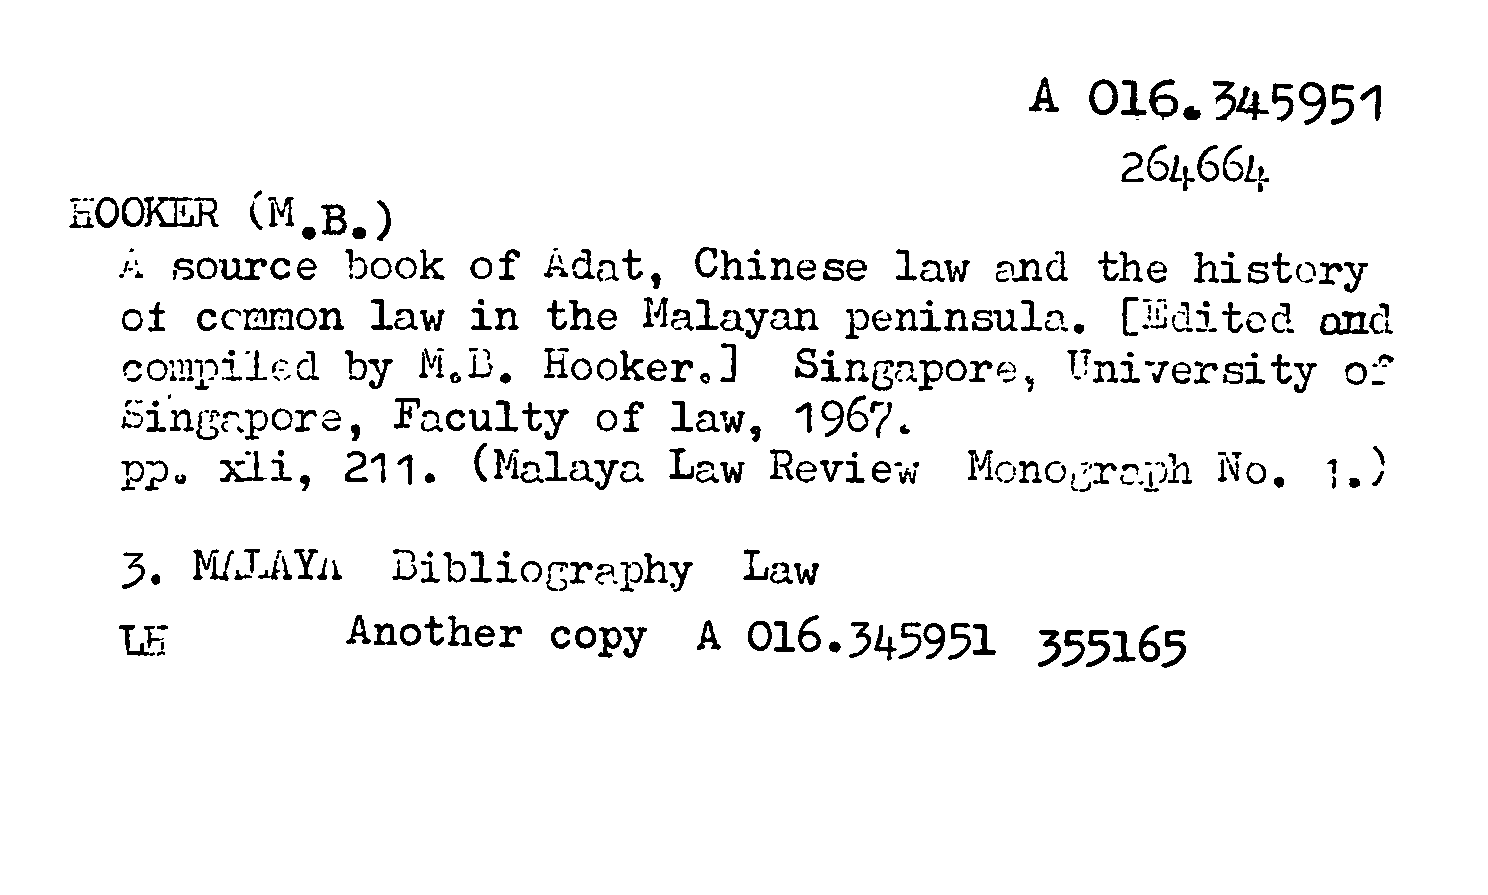 A 016.345951
264664
HOOKER (M.B.)
A source book of Adat, Chinese law and the history
of common law in the Malayan peninsula. [Edited and
compiled by M.B. Hooker.] Singapore, University of
Singapore, Faculty of law, 1967.
pp. xli, 211. (Malaya Law Review Monograph No. 1.)
3. MALAYA Bibliography Law
LE Another copy A 016.345951 355165